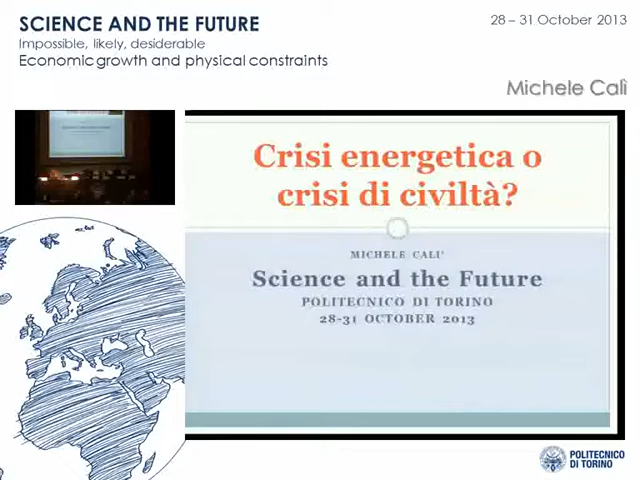 SCIENCE AND THE FUTURE
Impossible, likely, desiderable
Economic growth and physical constraints
28 – 31 October 2013
Michele Calì
Crisi energetica o
crisi di civiltà?
MICHELE CALI'
Science and the Future
POLITECNICO DI TORINO
28-31 OCTOBER 2013
POLITECNICO
DI TORINO